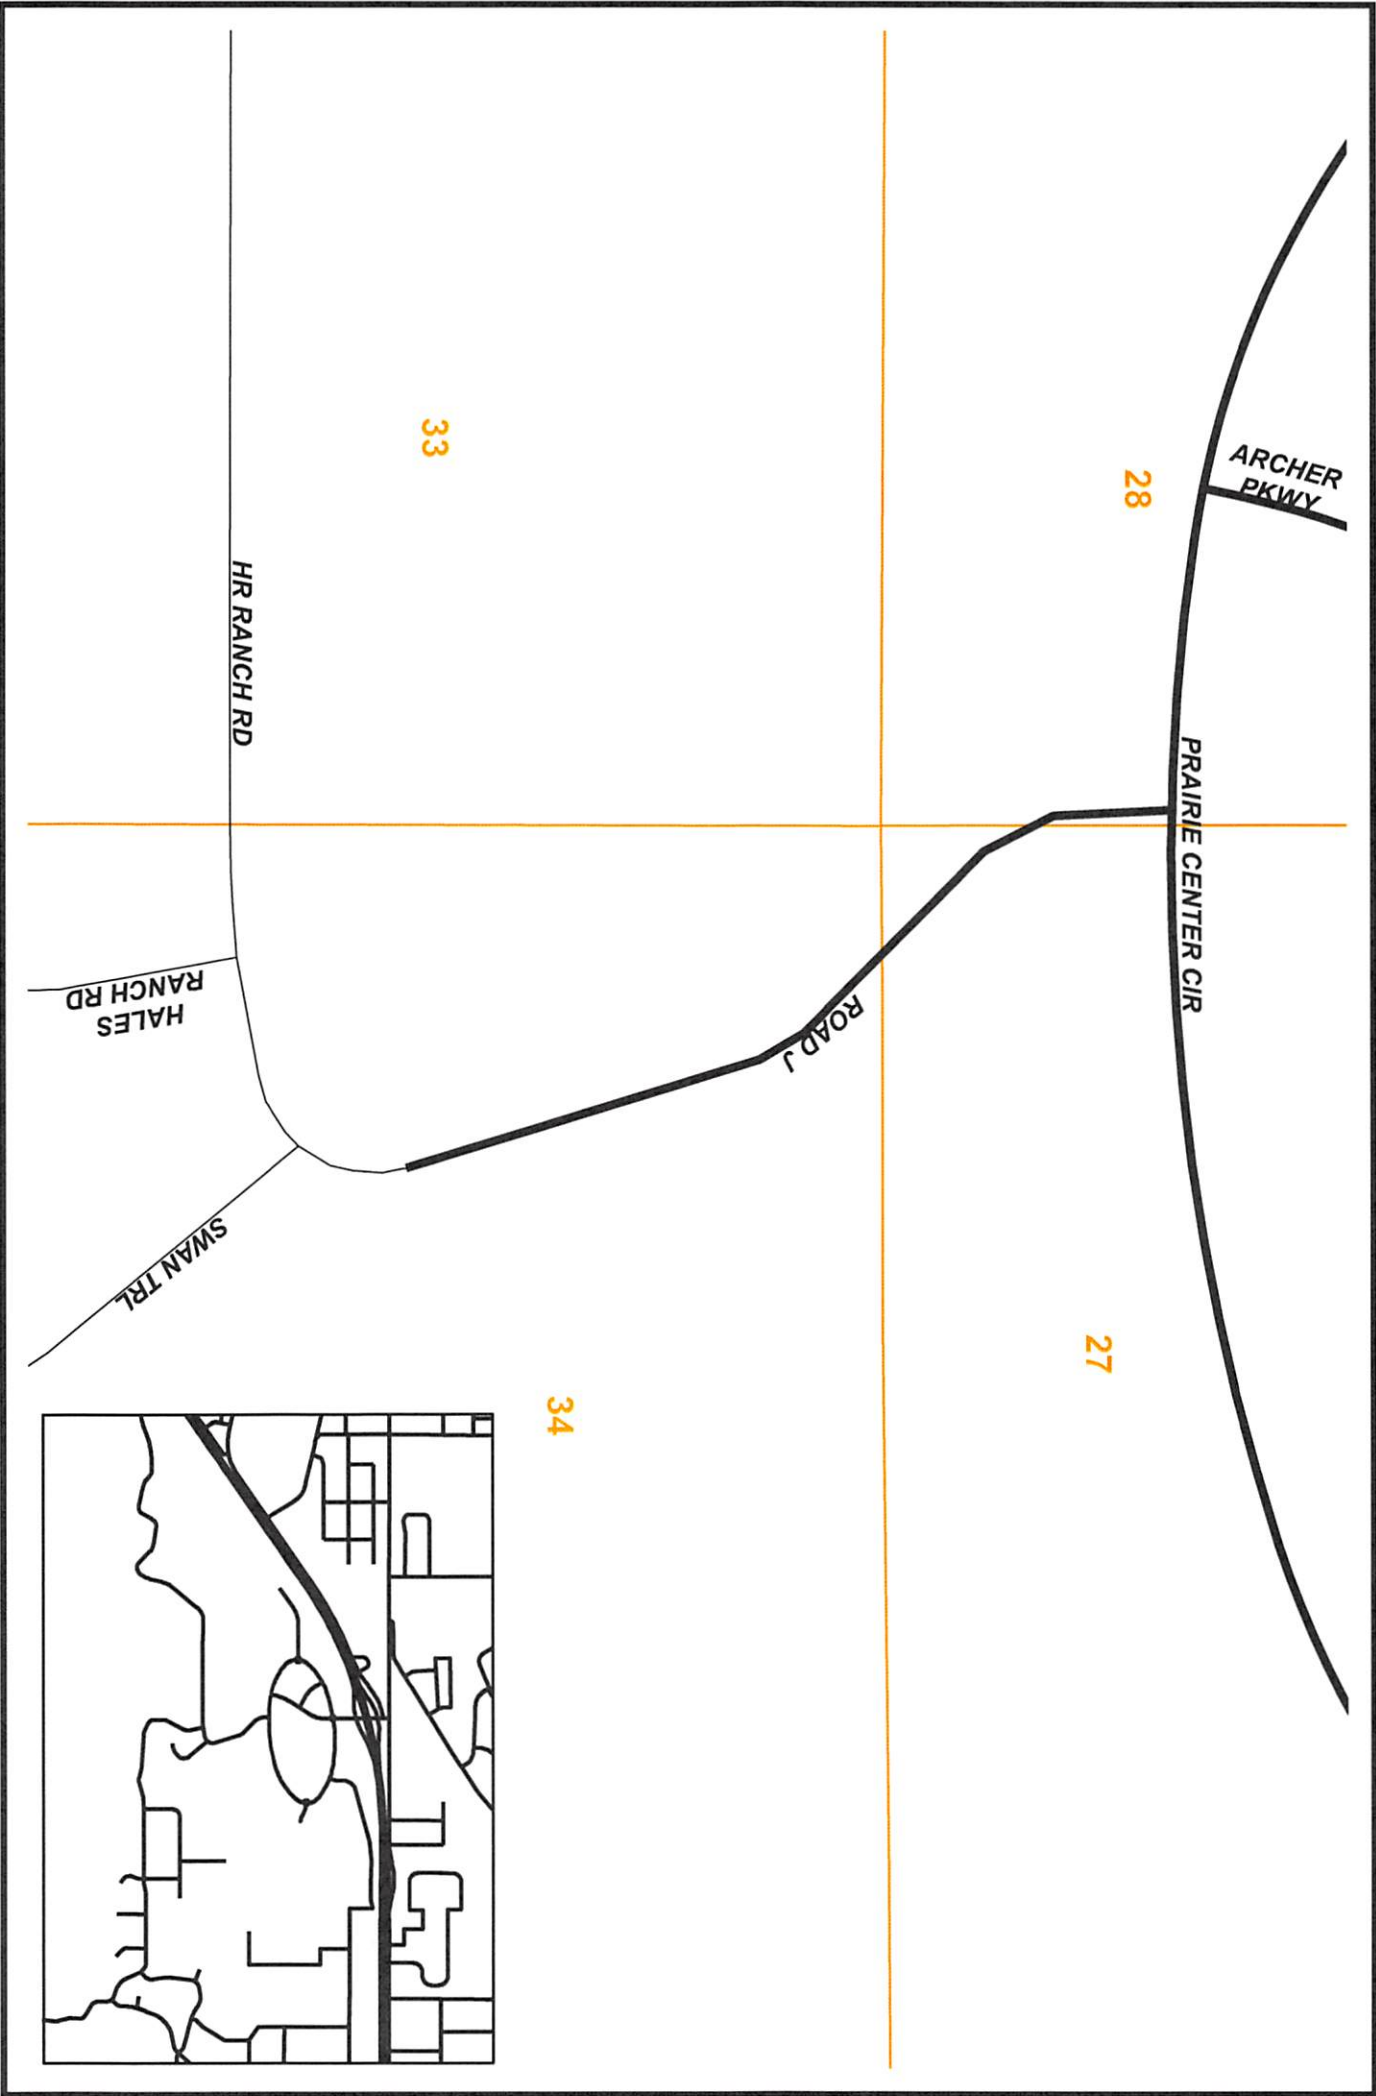 ARCHER
PKWY
28
33
PRAIRIE CENTER CIR
HR RANCH RD
ROAD J
HALES
RANCH RD
SWAN TRL
27
34